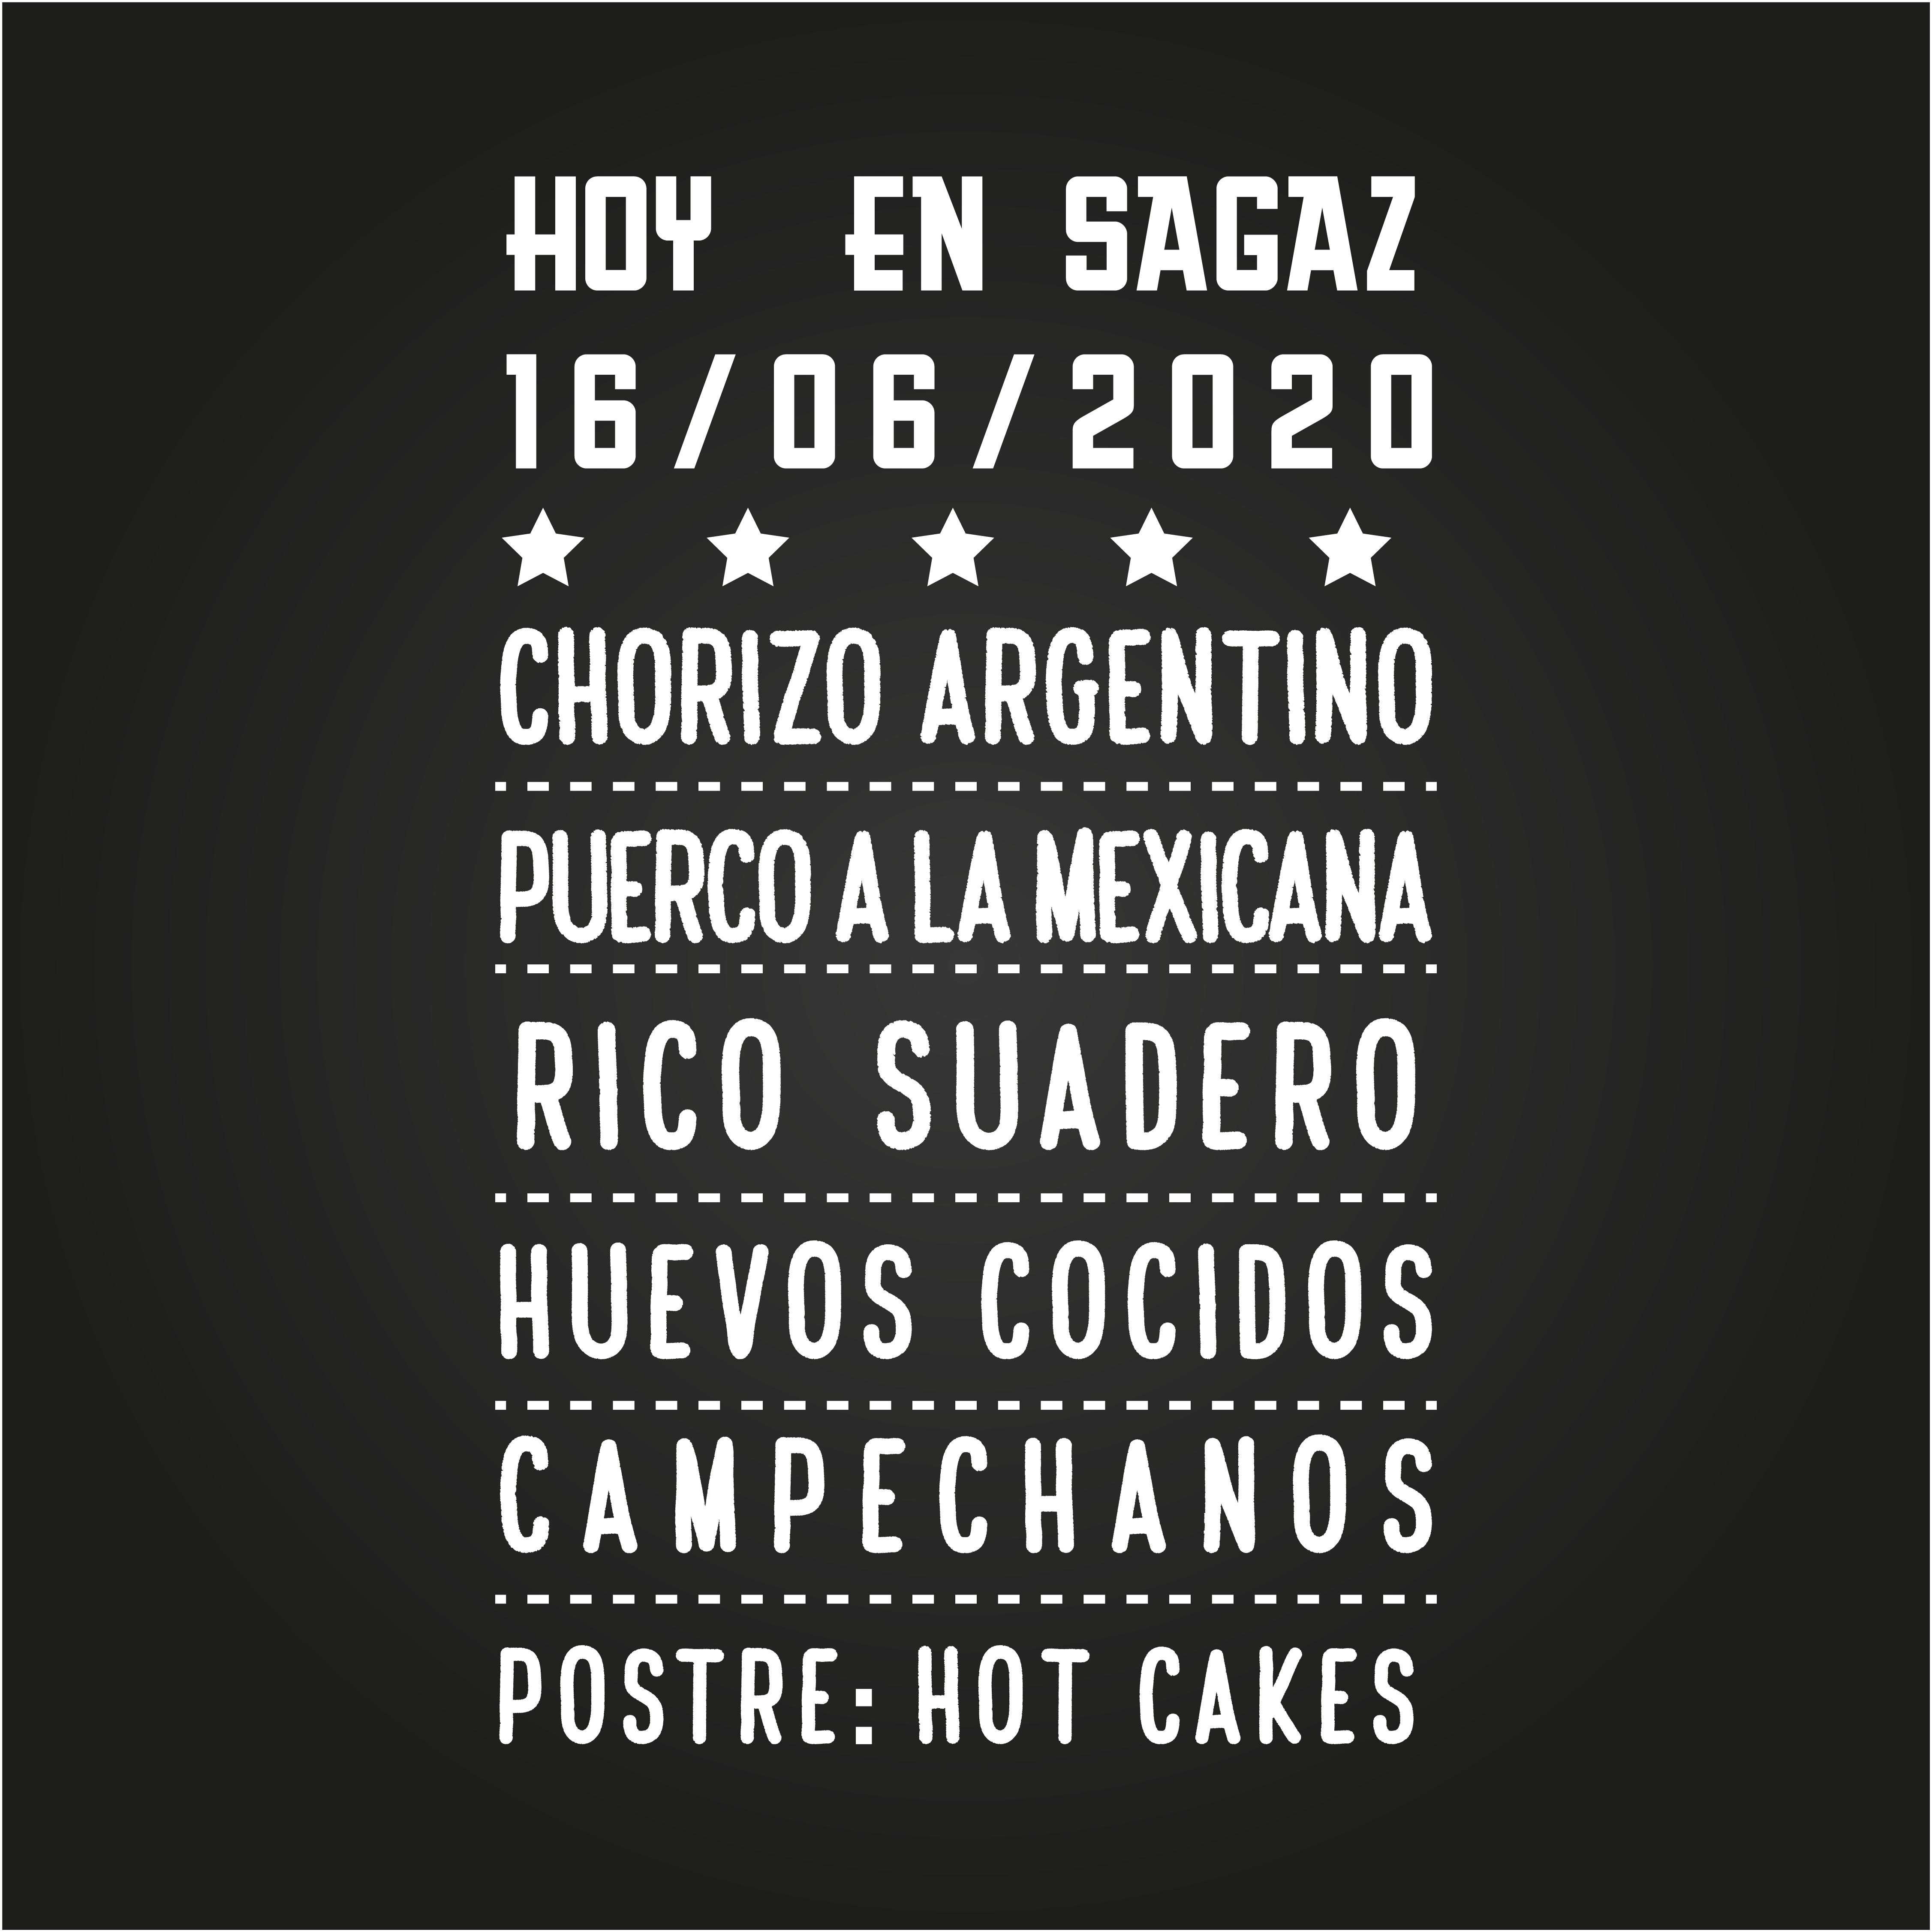 HOY EN SAGAZ
16/06/2020
CHORIZO ARGENTINO
PUERCO A LA MEXICANA
RICO SUADERO
HUEVOS COCIDOS
CAMPECHANOS
POSTRE: HOT CAKES